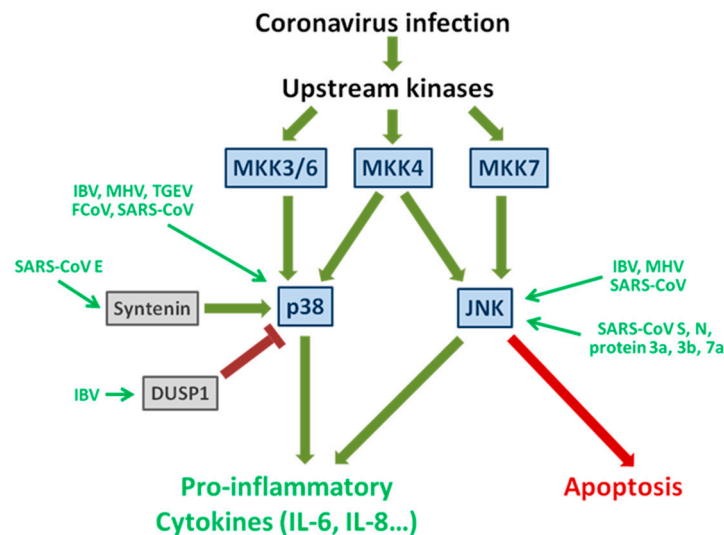 Coronavirus infection
Upstream kinases
MKK3/6
MKK4
MKK7
IBV, MHV, TGEV
FCoV, SARS-CoV
SARS-CoV E
Syntenin
p38
JNK
IBV, MHV
SARS-CoV
SARS-CoV S, N,
protein 3a, 3b, 7a
IBV
DUSP1
Pro-inflammatory
Cytokines (IL-6, IL-8...)
Apoptosis